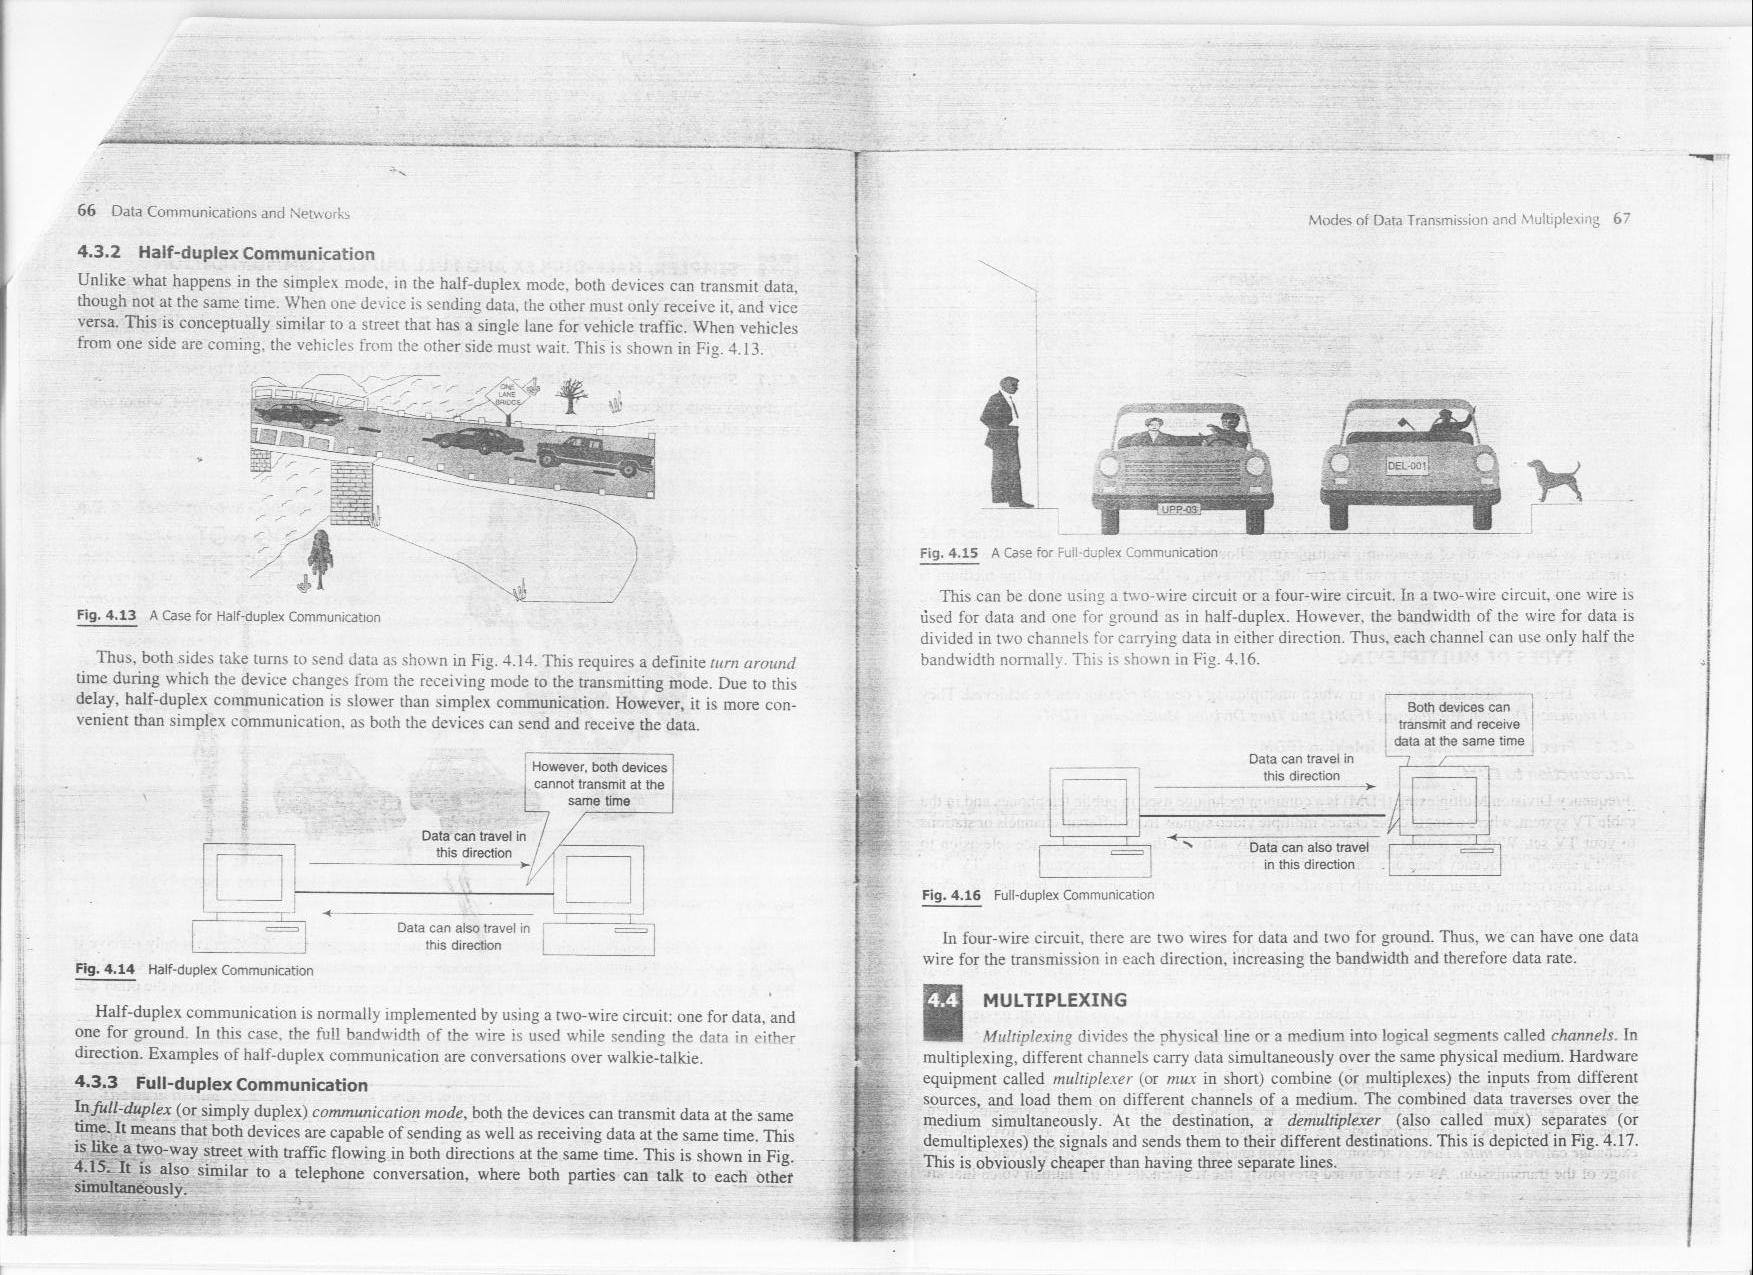 66 Data Communications and Networks
4.3.2 Half-duplex Communication
Unlike what happens in the simplex mode, in the half-duplex mode, both devices can transmit data,
though not at the same time. When one device is sending data, the other must only receive it, and vice
versa. This is conceptually similar to a street that has a single lane for vehicle traffic. When vehicles
from one side are coming, the vehicles from the other side must wait. This is shown in Fig. 4.13.
ONE
LANE
BRIDGE
Fig. 4.13 A Case for Half-duplex Communication
Thus, both sides take turns to send data as shown in Fig. 4.14. This requires a definite turn around
time during which the device changes from the receiving mode to the transmitting mode. Due to this
delay, half-duplex communication is slower than simplex communication. However, it is more con-
venient than simplex communication, as both the devices can send and receive the data.
However, both devices
cannot transmit at the
same time
Data can travel in
this direction
Data can also travel in
this direction
Fig. 4.14 Half-duplex Communication
Half-duplex communication is normally implemented by using a two-wire circuit: one for data, and
one for ground. In this case, the full bandwidth of the wire is used while sending the data in either
direction. Examples of half-duplex communication are conversations over walkie-talkie.
4.3.3 Full-duplex Communication
In full-duplex (or simply duplex) communication mode, both the devices can transmit data at the same
time. It means that both devices are capable of sending as well as receiving data at the same time. This
is like a two-way street with traffic flowing in both directions at the same time. This is shown in Fig.
4.15. It is also similar to a telephone conversation, where both parties can talk to each other
simultaneously.
Modes of Data Transmission and Multiplexing 67
UPP-03
DEL-001
Fig. 4.15 A Case for Full-duplex Communication
This can be done using a two-wire circuit or a four-wire circuit. In a two-wire circuit, one wire is
used for data and one for ground as in half-duplex. However, the bandwidth of the wire for data is
divided in two channels for carrying data in either direction. Thus, each channel can use only half the
bandwidth normally. This is shown in Fig. 4.16.
Both devices can
transmit and receive
data at the same time
Data can travel in
this direction
Data can also travel
in this direction
Fig. 4.16 Full-duplex Communication
In four-wire circuit, there are two wires for data and two for ground. Thus, we can have one data
wire for the transmission in each direction, increasing the bandwidth and therefore data rate.
4.4 MULTIPLEXING
Multiplexing divides the physical line or a medium into logical segments called channels. In
multiplexing, different channels carry data simultaneously over the same physical medium. Hardware
equipment called multiplexer (or mux in short) combine (or multiplexes) the inputs from different
sources, and load them on different channels of a medium. The combined data traverses over the
medium simultaneously. At the destination, a demultiplexer (also called mux) separates (or
demultiplexes) the signals and sends them to their different destinations. This is depicted in Fig. 4.17.
This is obviously cheaper than having three separate lines.